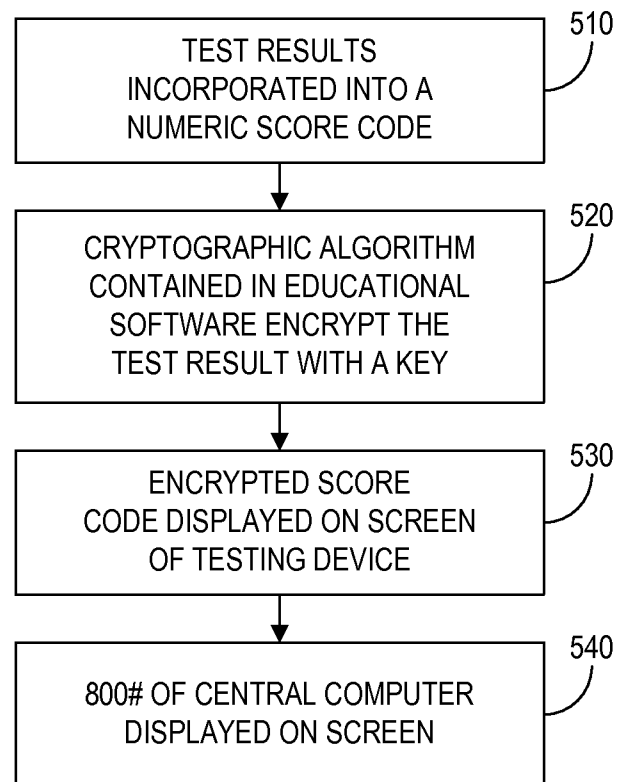 510
TEST RESULTS
INCORPORATED INTO A
NUMERIC SCORE CODE
520
CRYPTOGRAPHIC ALGORITHM
CONTAINED IN EDUCATIONAL
SOFTWARE ENCRYPT THE
TEST RESULT WITH A KEY
530
ENCRYPTED SCORE
CODE DISPLAYED ON SCREEN
OF TESTING DEVICE
540
800# OF CENTRAL COMPUTER
DISPLAYED ON SCREEN